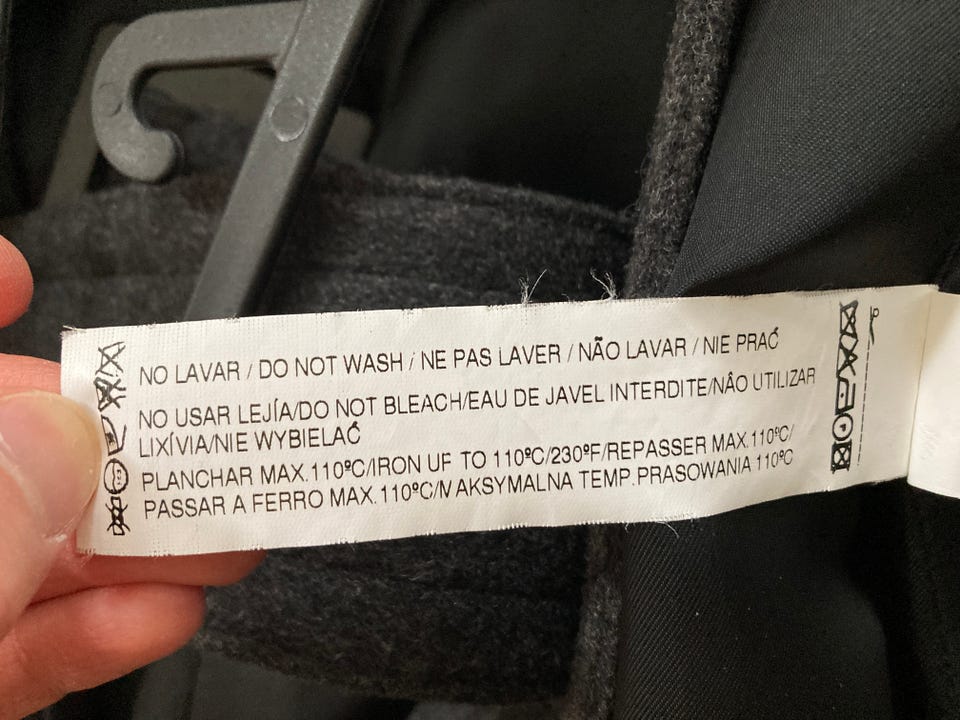 NO LAVAR / DO NOT WASH / NE PAS LAVER / NÃO LAVAR / NIE PRAĆ
NO USAR LEJÍA/DO NOT BLEACH/EAU DE JAVEL INTERDITE/NÂO UTILIZAR
LIXÍVIA/NIE WYBIELAĆ
PLANCHAR MAX.110ºC/IRON UF TO 110ºC/230ºF/REPASSER MAX.110ºC/
PASSAR A FERRO MAX.110ºC/MAKSYMALNA TEMP.PRASOWANIA 110ºC